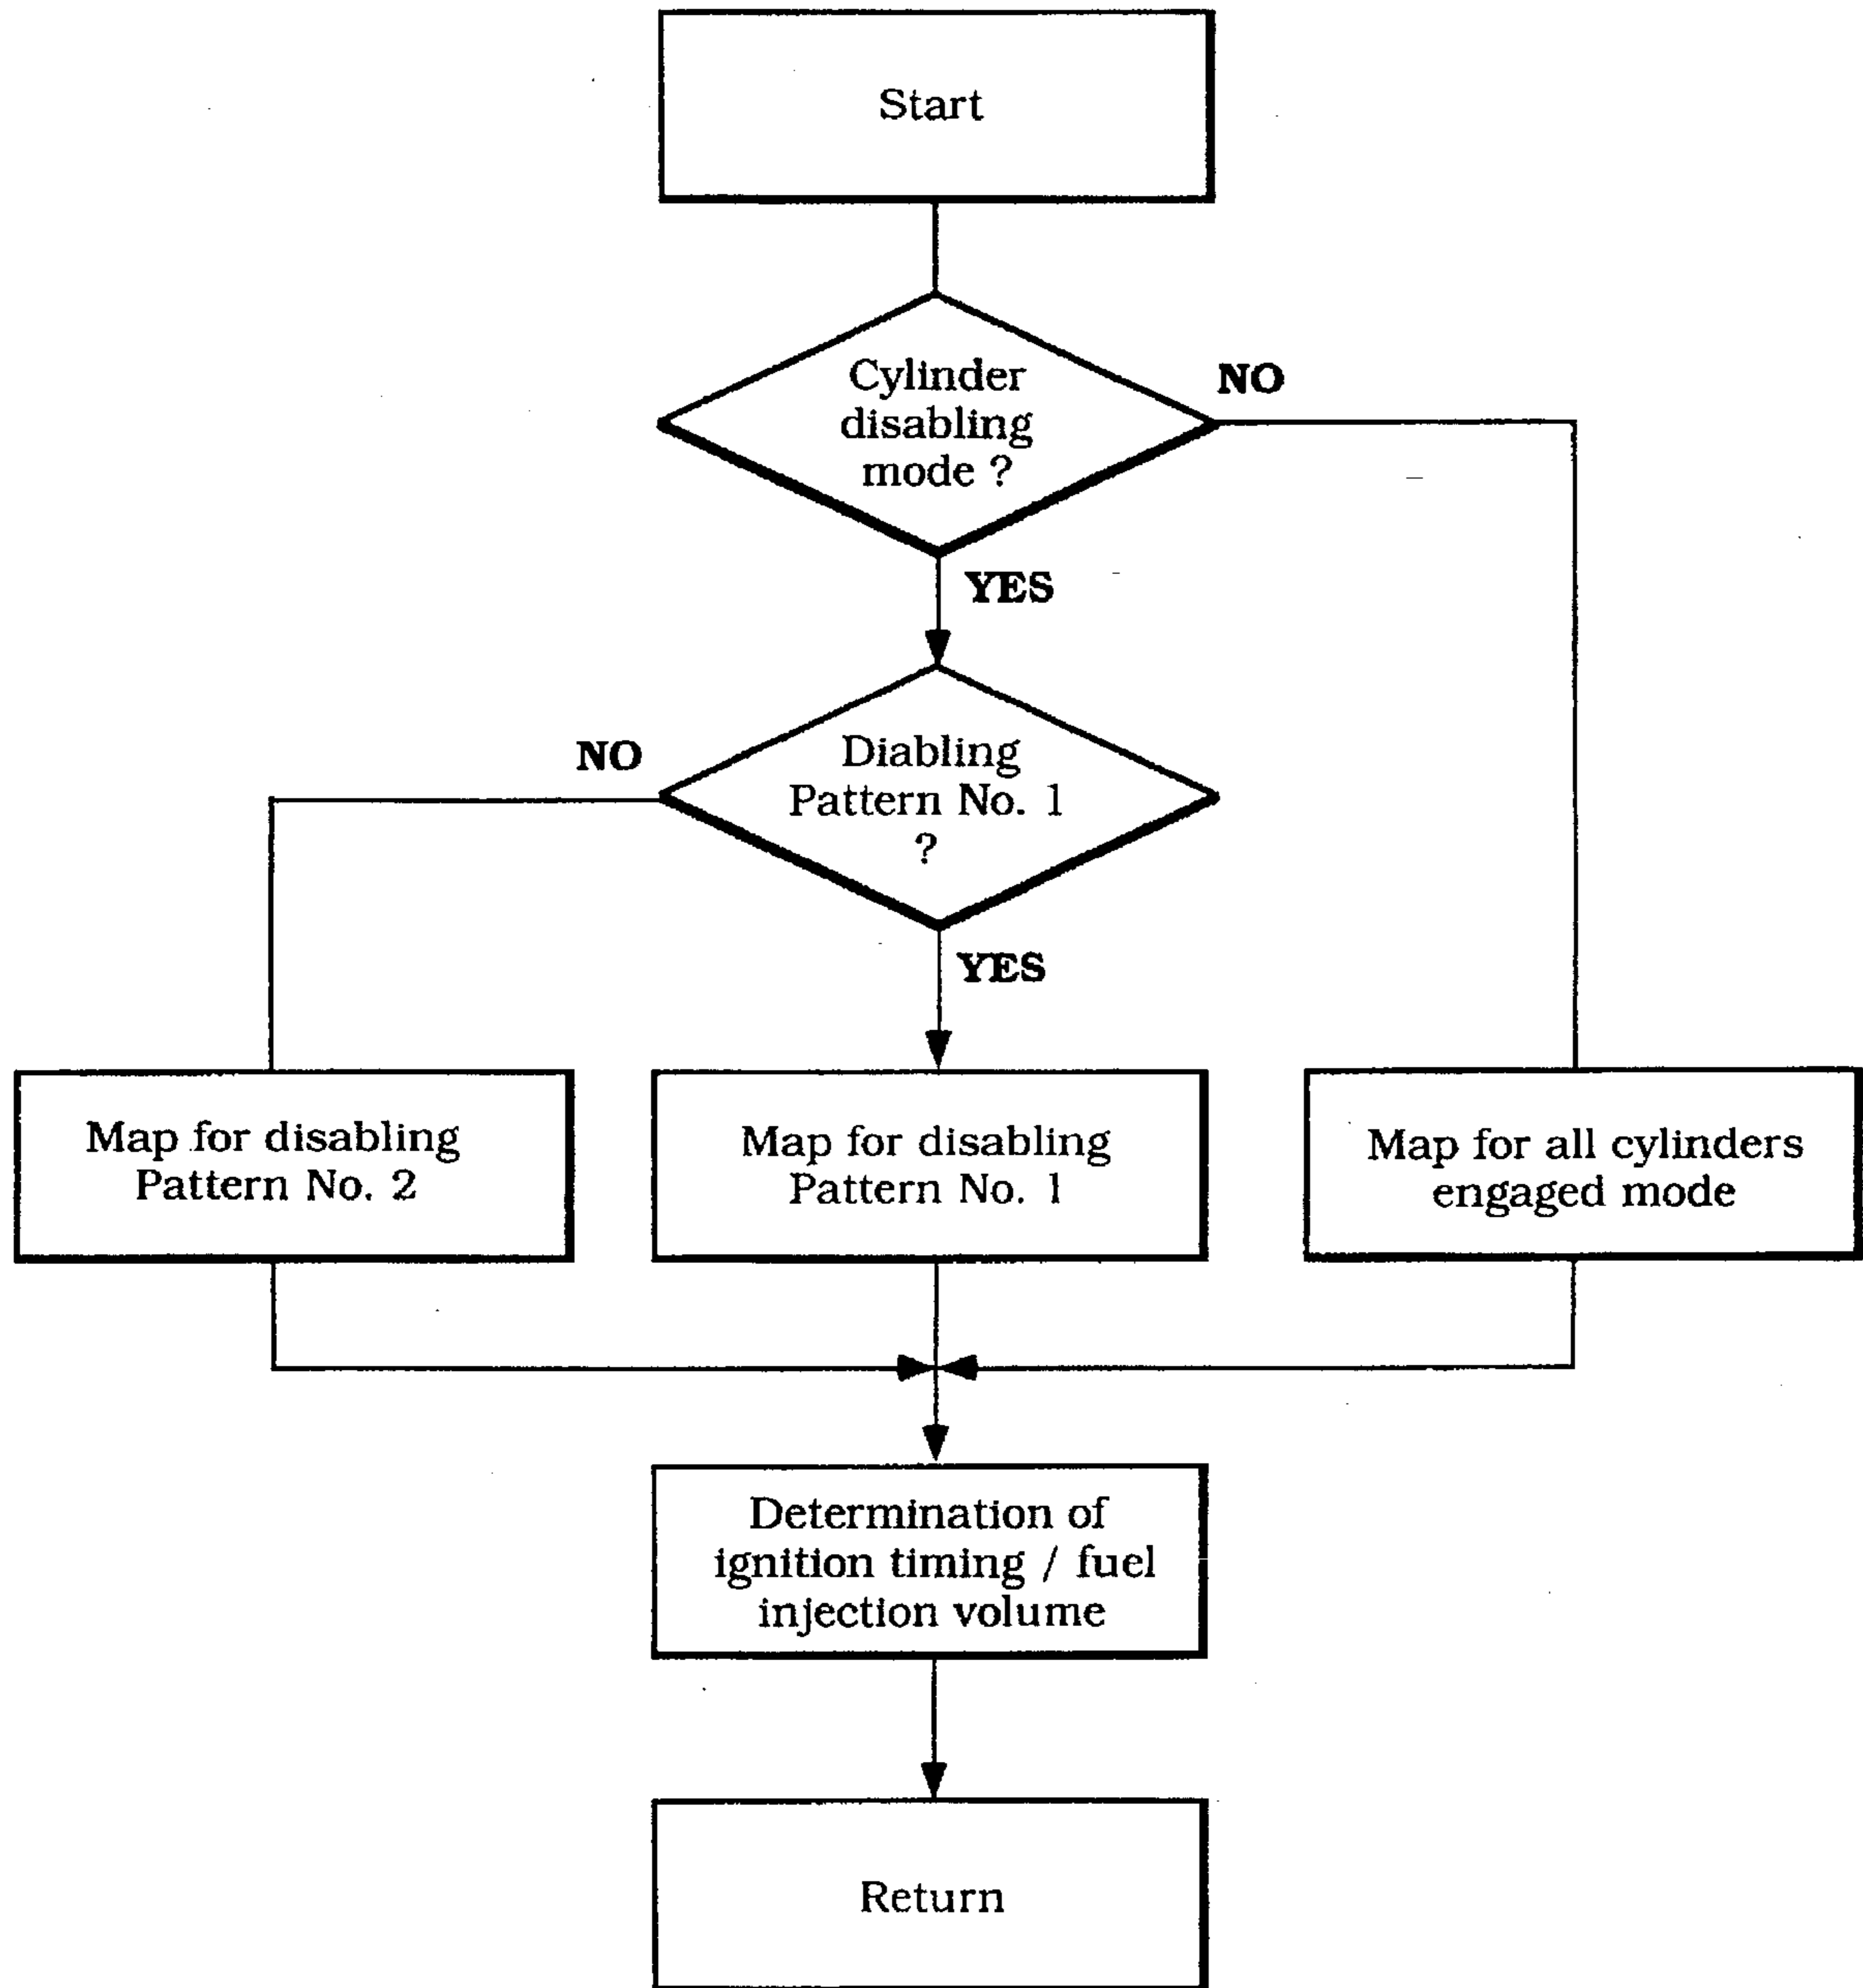 Start
Cylinder
disabling
mode ?
NO
YES
Diabling
Pattern No. 1
?
NO
YES
Map for disabling
Pattern No. 2
Map for disabling
Pattern No. 1
Map for all cylinders
engaged mode
Determination of
ignition timing / fuel
injection volume
Return